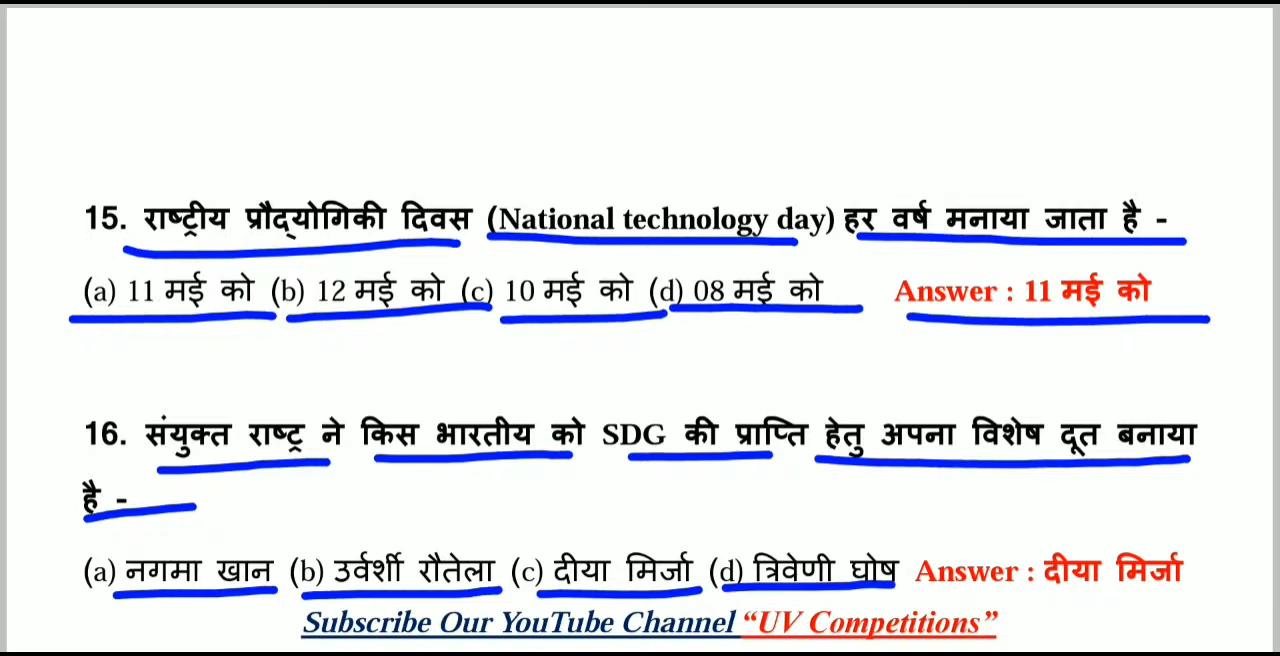 15. राष्ट्रीय प्रौद्योगिकी दिवस (National technology day) हर वर्ष मनाया जाता है -
(a) 11 मई को (b) 12 मई को (c) 10 मई को (d) 08 मई को Answer : 11 मई को
16. संयुक्त राष्ट्र ने किस भारतीय को SDG की प्राप्ति हेतु अपना विशेष दूत बनाया
है -
(a) नगमा खान (b) उर्वर्शी रौतेला (c) दीया मिर्जा (d) त्रिवेणी घोष Answer : दीया मिर्जा
Subscribe Our YouTube Channel “UV Competitions”